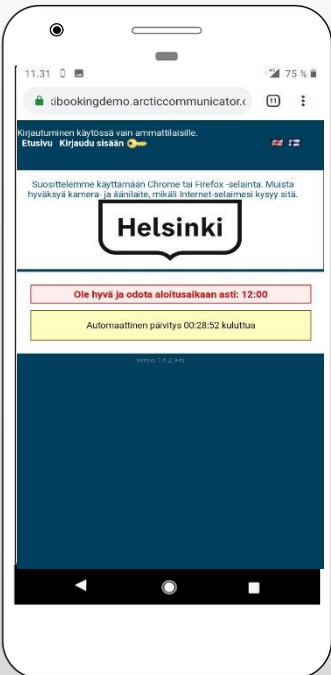 11.31
75 %
kibookingdemo.arcticcommunicator.c
11
Kirjautuminen käytössä vain ammattilaisille.
Etusivu Kirjaudu sisään
Suosittelemme käyttämään Chrome tai Firefox -selainta. Muista
hyväksyä kamera- ja äänilaite, mikäli Internet-selaimesi kysyy sitä.
Helsinki
Ole hyvä ja odota aloitusaikaan asti: 12:00
Automaattinen päivitys 00:28:52 kuluttua